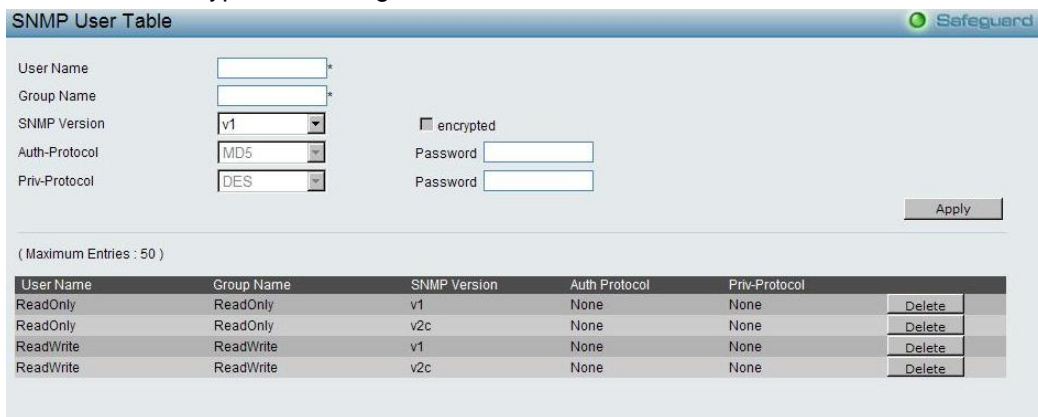 SNMP User Table Safeguard
User Name *
Group Name *
SNMP Version v1 encrypted
Auth-Protocol MD5 Password
Priv-Protocol DES Password
Apply
( Maximum Entries : 50 )
User Name Group Name SNMP Version Auth Protocol Priv-Protocol
ReadOnly ReadOnly v1 None None Delete
ReadOnly ReadOnly v2c None None Delete
ReadWrite ReadWrite v1 None None Delete
ReadWrite ReadWrite v2c None None Delete